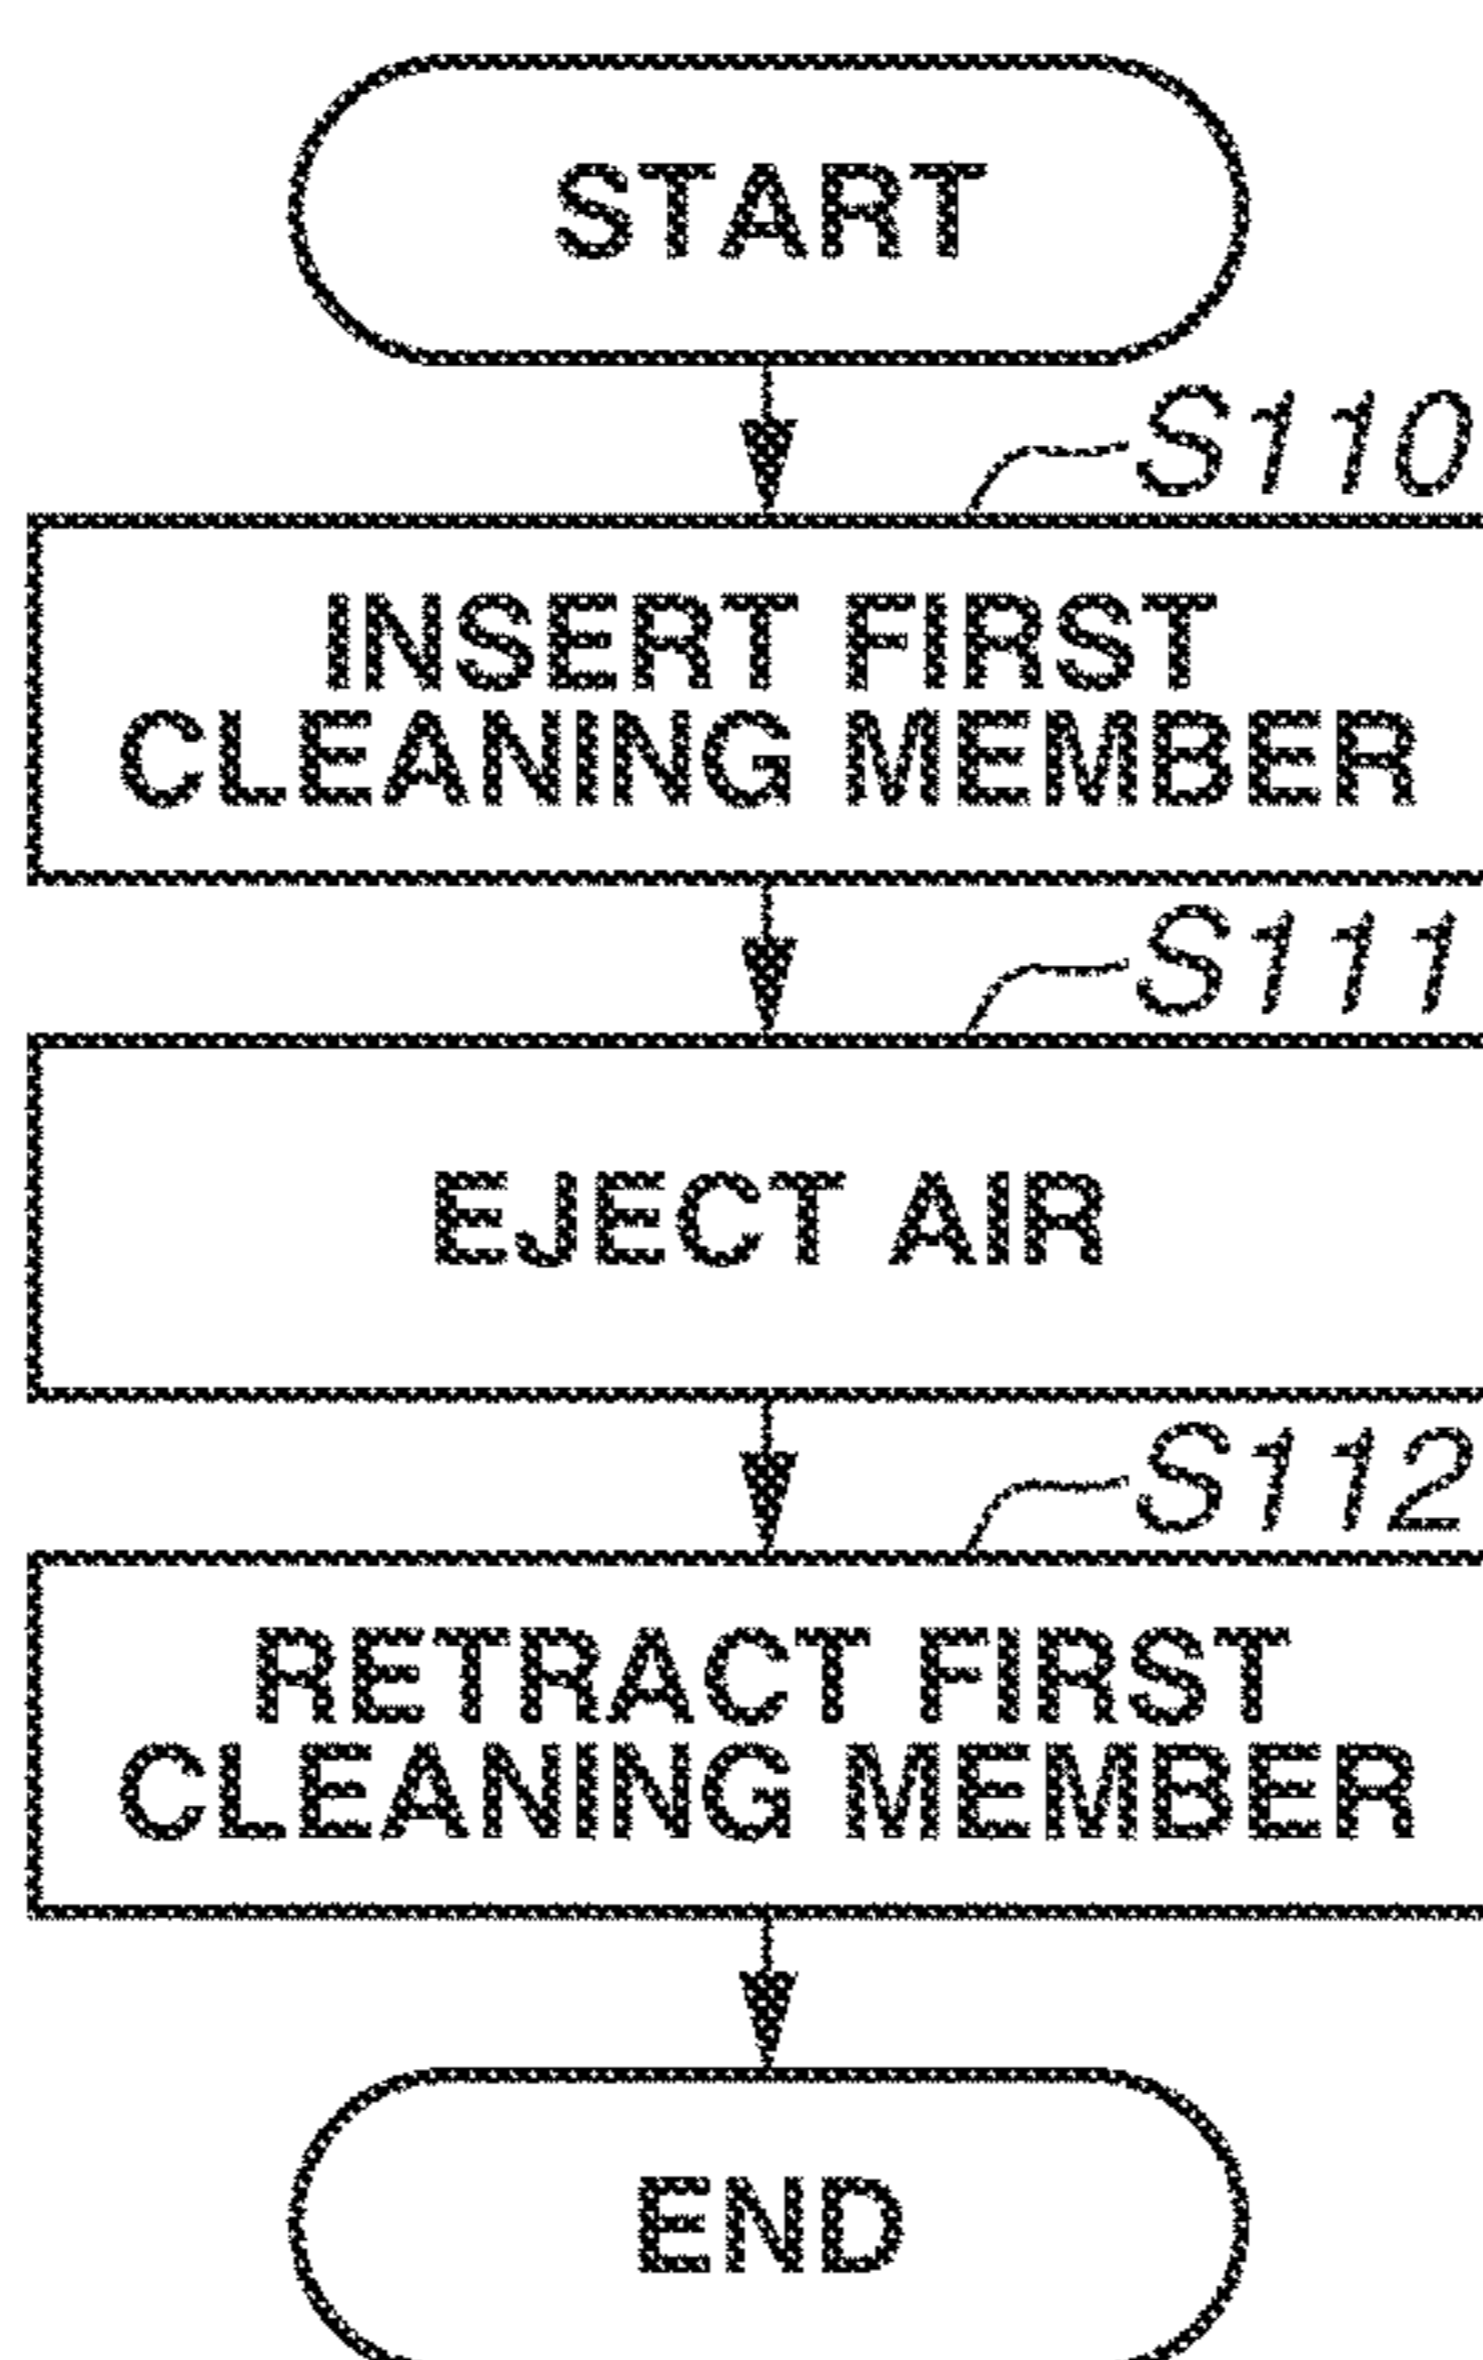 START
S110
INSERT FIRST
CLEANING MEMBER
S111
EJECT AIR
S112
RETRACT FIRST
CLEANING MEMBER
END